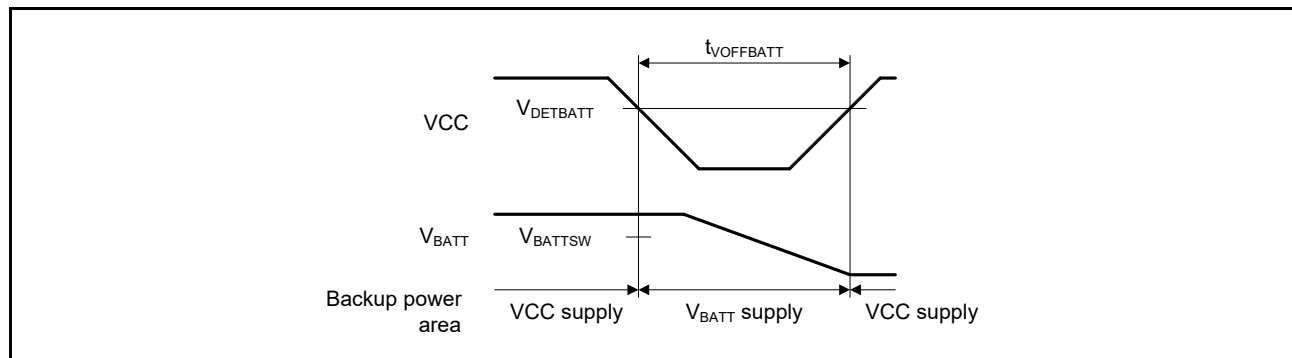 tVOFFBATT
VDETBATT
VCC
VBATT
VBATTSW
Backup power
area
VCC supply
VBATT supply
VCC supply